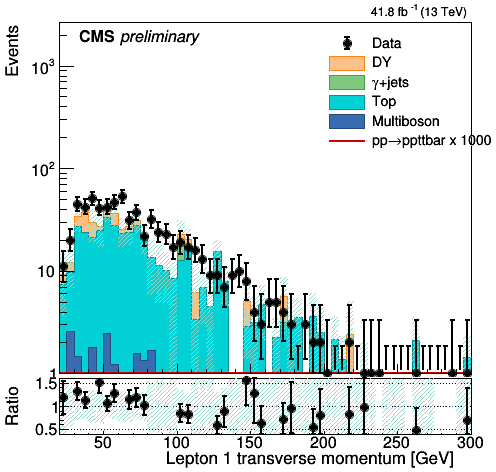 41.8 fb⁻¹ (13 TeV)
CMS preliminary
Events
Data
DY
γ+jets
Top
Multiboson
pp→ppttbar x 1000
10³
10²
10
1
1.5
1
0.5
Ratio
50 100 150 200 250 300
Lepton 1 transverse momentum [GeV]